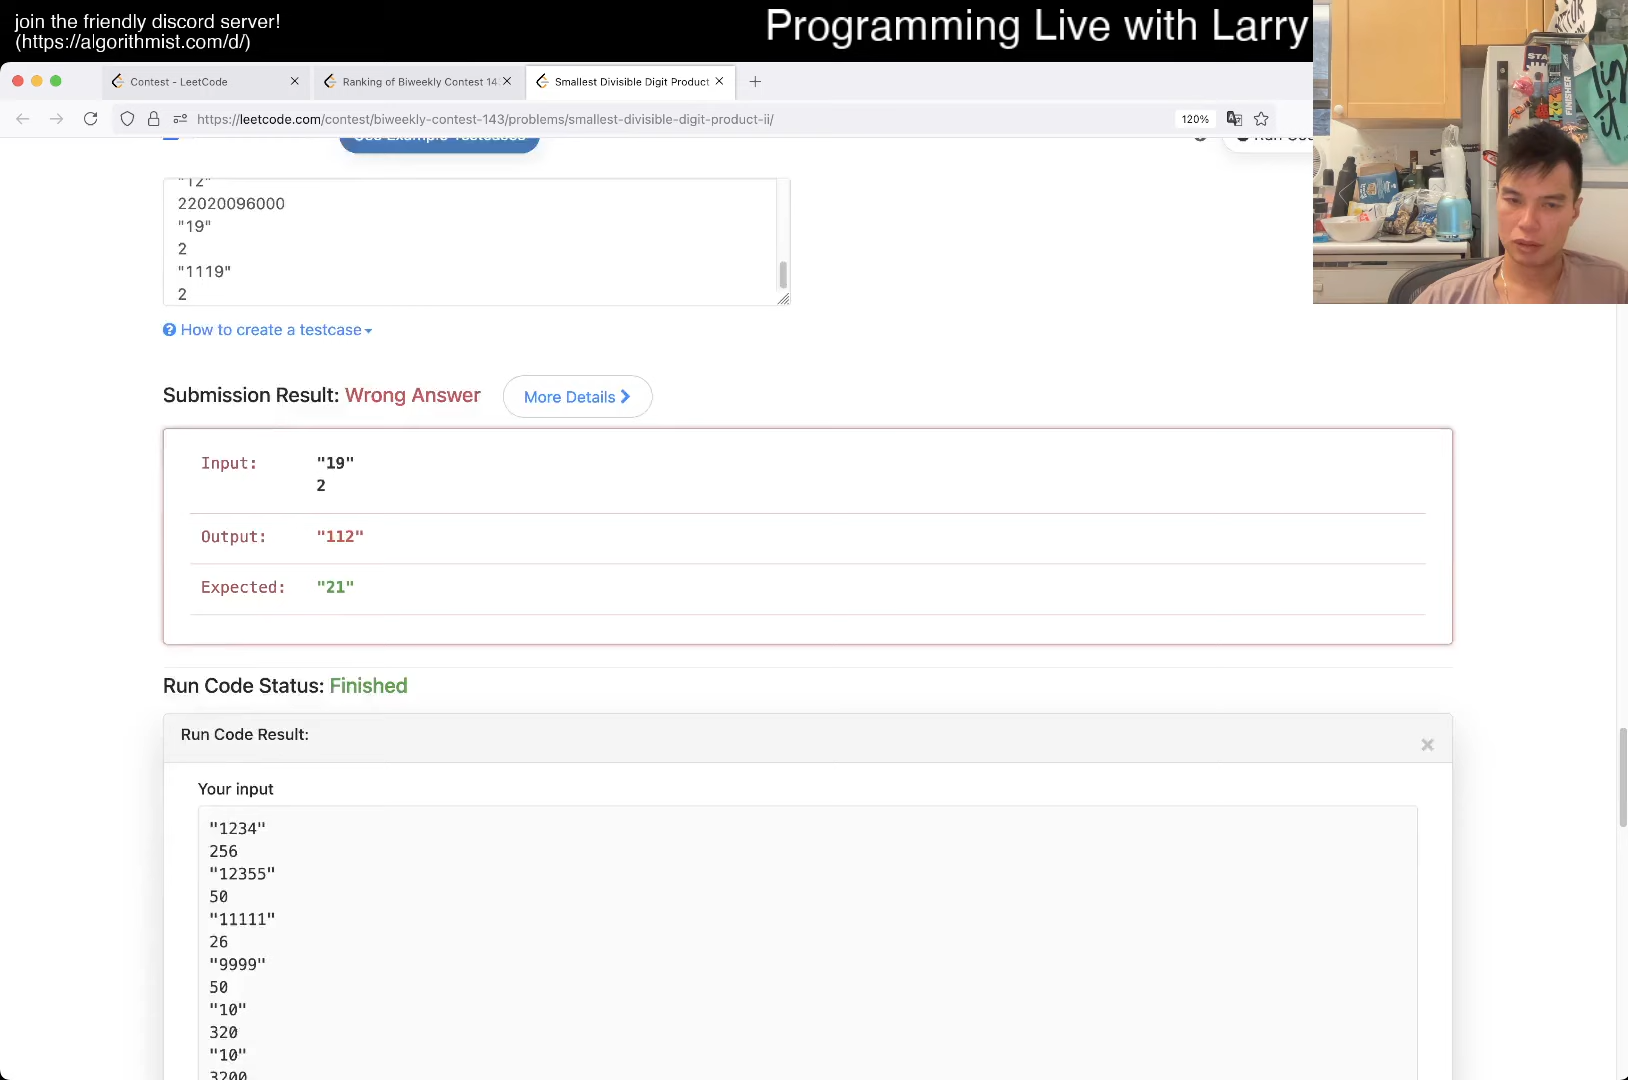 join the friendly discord server!
(https://algorithmist.com/d/)
Programming Live with Larry
Contest - LeetCode
Ranking of Biweekly Contest 14
Smallest Divisible Digit Product
https://leetcode.com/contest/biweekly-contest-143/problems/smallest-divisible-digit-product-ii/
120%
"12"
22020096000
"19"
2
"1119"
2
How to create a testcase
Submission Result: Wrong Answer
More Details
Input: "19"
2
Output: "112"
Expected: "21"
Run Code Status: Finished
Run Code Result:
×
Your input
"1234"
256
"12355"
50
"11111"
26
"9999"
50
"10"
320
"10"
3200